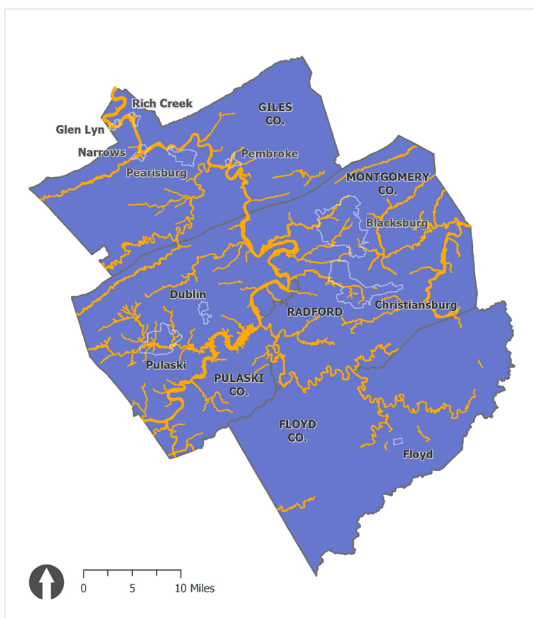 Rich Creek
GILES
CO.
Glen Lyn
Narrows
Pembroke
Pearisburg
MONTGOMERY
CO.
Blacksburg
Dublin
RADFORD
Christiansburg
Pulaski
PULASKI
CO.
FLOYD
CO.
Floyd
0 5 10 Miles